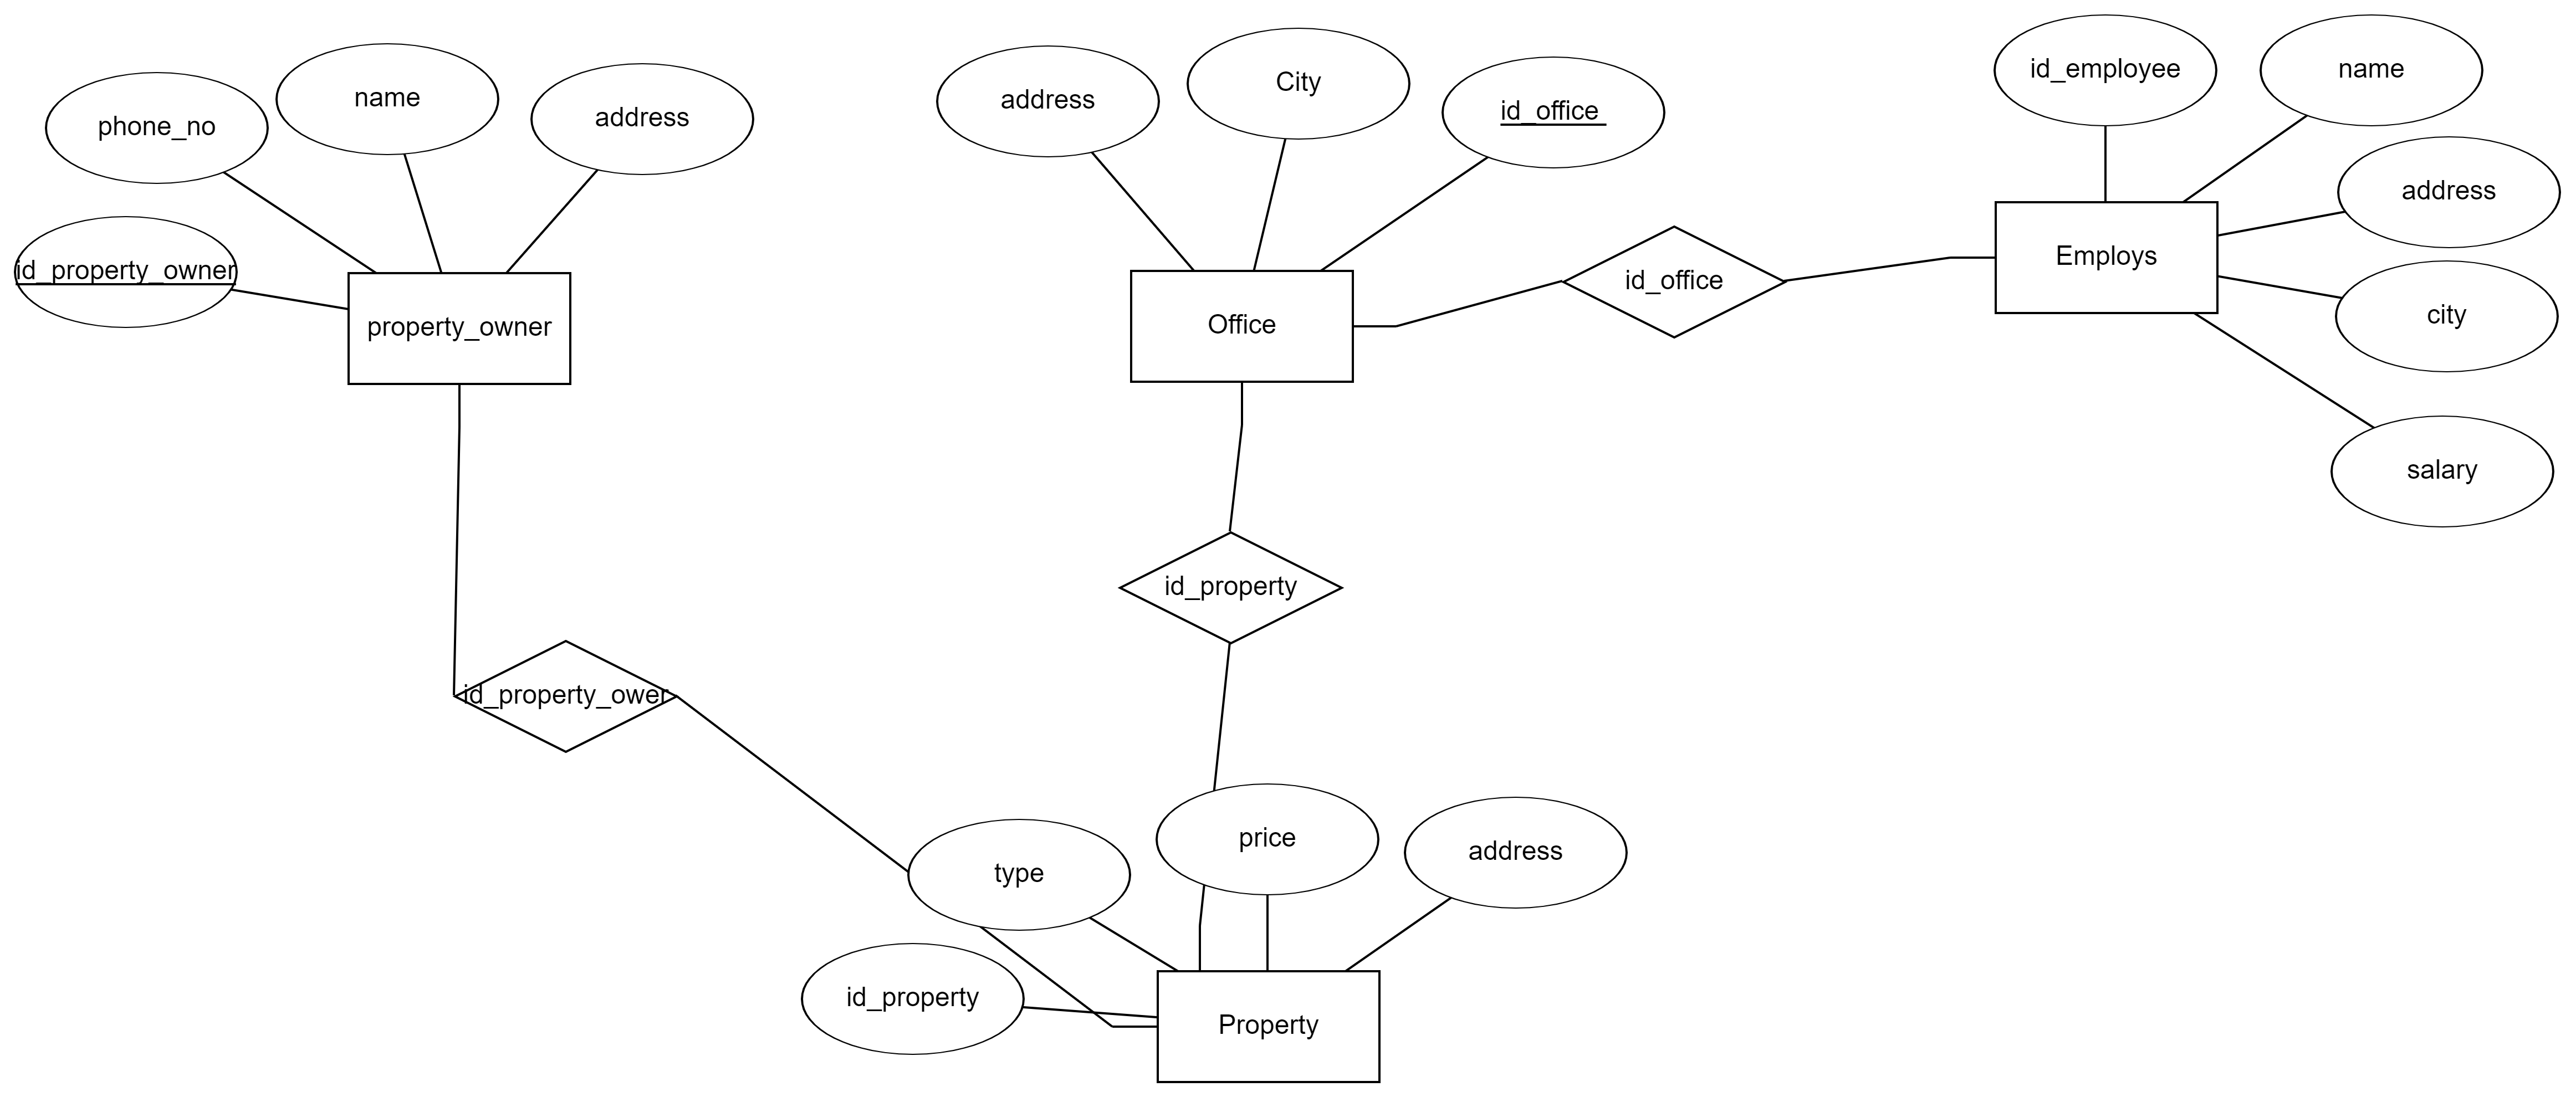 id_employee
name
City
name
address
id_office
address
phone_no
address
Employs
id_property_owner
id_office
city
property_owner
Office
salary
id_property
id_property_ower
price
address
type
id_property
Property